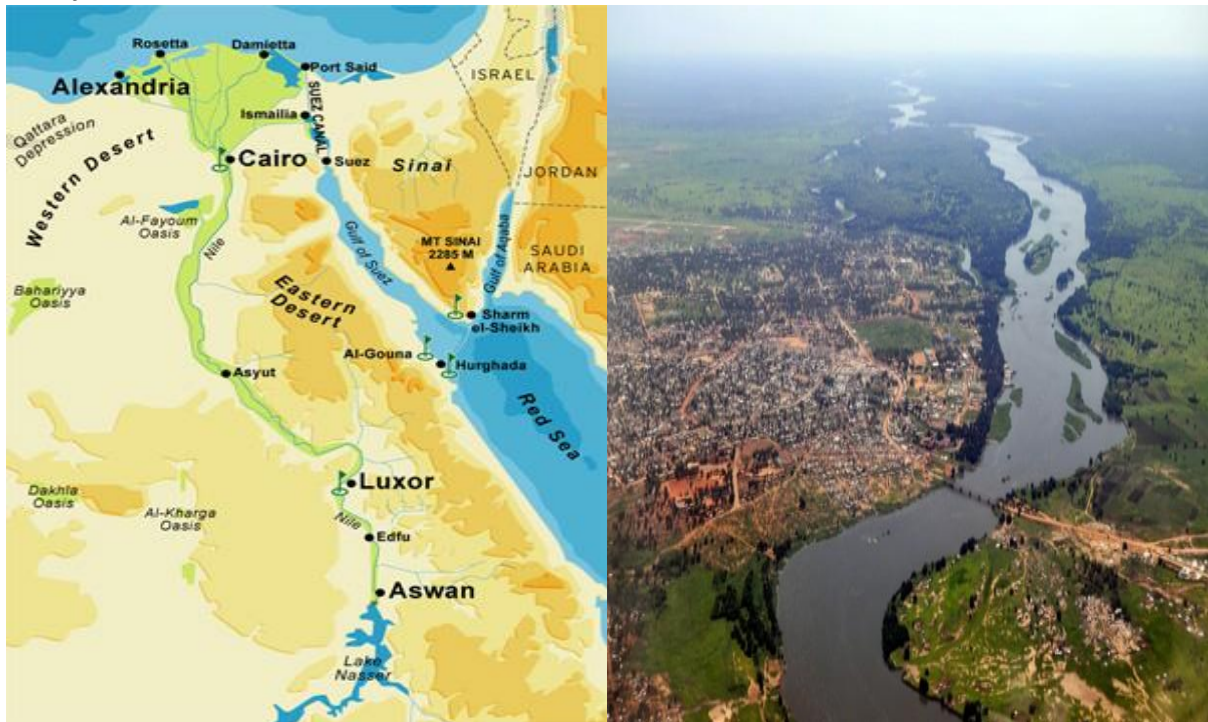 Rosetta
Damietta
Port Said
Alexandria
SUEZ CANAL
ISRAEL
Ismailia
Qattara
Depression
Western Desert
Cairo
Suez
Sinai
JORDAN
Al-Fayoum
Oasis
Nile
Gulf of Suez
MT SINAI
2285 M
Gulf of Aqaba
SAUDI
ARABIA
Bahariyya
Oasis
Eastern
Desert
Sharm
el-Sheikh
Al-Gouna
Hurghada
Asyut
Red Sea
Luxor
Dakhla
Oasis
Al-Kharga
Oasis
Nile
Edfu
Aswan
Lake
Nasser